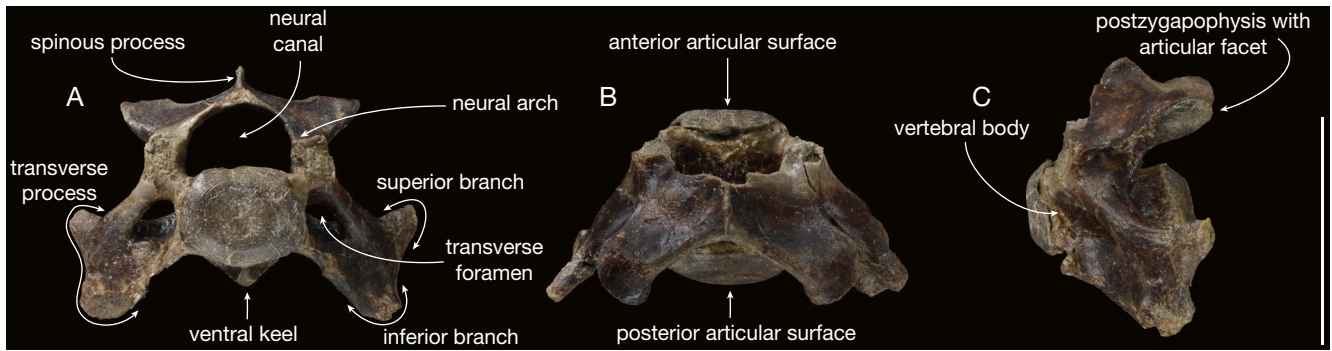 neural
canal
spinous process
A
neural arch
transverse
process
superior branch
transverse
foramen
ventral keel
inferior branch
anterior articular surface
B
posterior articular surface
postzygapophysis with
articular facet
C
vertebral body